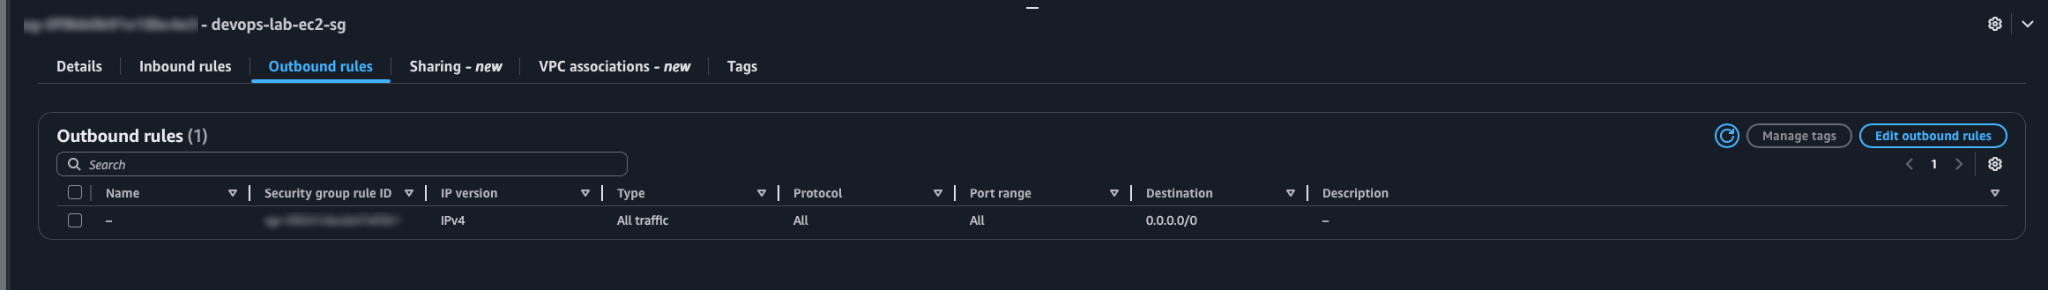 - devops-lab-ec2-sg
Details Inbound rules Outbound rules Sharing - new VPC associations - new Tags
Outbound rules (1) Manage tags Edit outbound rules
Search 1
Name Security group rule ID IP version Type Protocol Port range Destination Description
– IPv4 All traffic All All 0.0.0.0/0 –